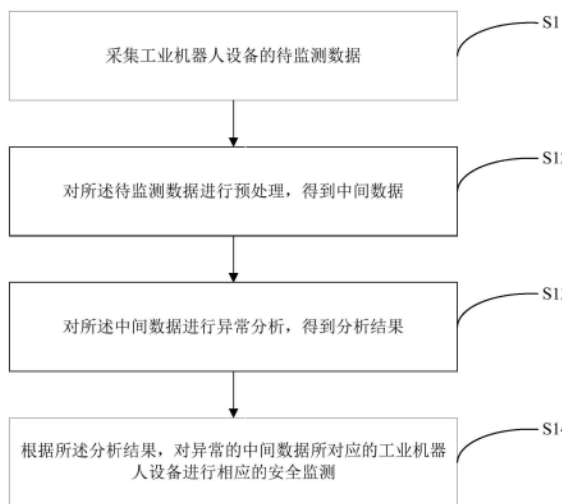 采集工业机器人设备的待监测数据
对所述待监测数据进行预处理，得到中间数据
对所述中间数据进行异常分析，得到分析结果
根据所述分析结果，对异常的中间数据所对应的工业机器
人设备进行相应的安全监测